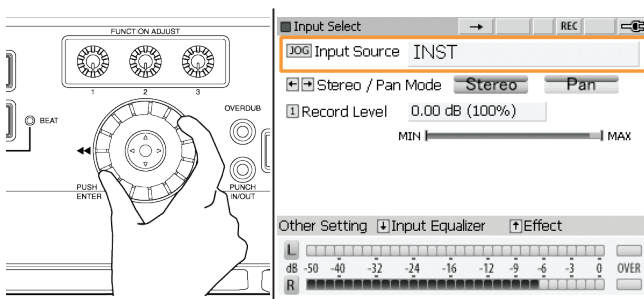 FUNCTION ADJUST
1 2 3
BEAT
OVERDUB
◀◀
PUSH
ENTER
PUNCH
IN/OUT
Input Select → REC
JOG Input Source INST
←→ Stereo / Pan Mode Stereo Pan
1 Record Level 0.00 dB (100%)
MIN MAX
Other Setting ↓ Input Equalizer ↑ Effect
L
dB -50 -40 -32 -24 -16 -12 -9 -6 -3 0 OVER
R